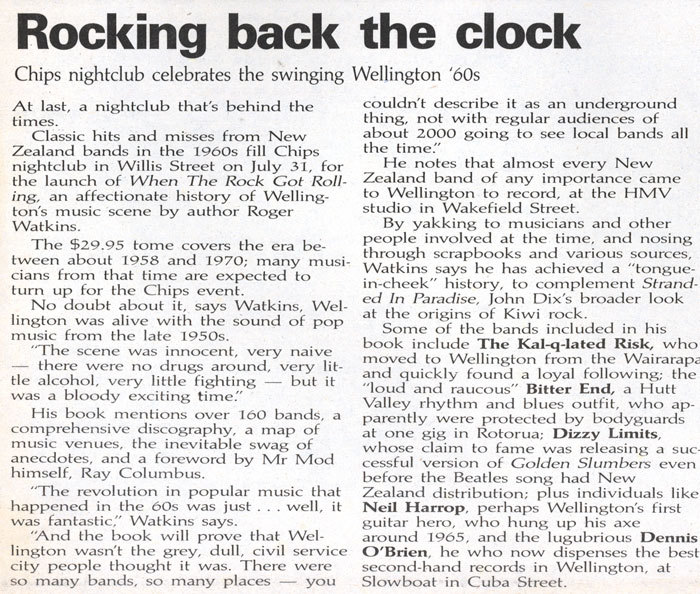 Rocking back the clock
Chips nightclub celebrates the swinging Wellington '60s
At last, a nightclub that's behind the
times.
Classic hits and misses from New
Zealand bands in the 1960s fill Chips
nightclub in Willis Street on July 31, for
the launch of When The Rock Got Roll-
ing, an affectionate history of Welling-
ton's music scene by author Roger
Watkins.
The $29.95 tome covers the era be-
tween about 1958 and 1970; many musi-
cians from that time are expected to
turn up for the Chips event.
No doubt about it, says Watkins, Wel-
lington was alive with the sound of pop
music from the late 1950s.
"The scene was innocent, very naive
— there were no drugs around, very lit-
tle alcohol, very little fighting — but it
was a bloody exciting time."
His book mentions over 160 bands, a
comprehensive discography, a map of
music venues, the inevitable swag of
anecdotes, and a foreword by Mr Mod
himself, Ray Columbus.
"The revolution in popular music that
happened in the 60s was just . . . well, it
was fantastic," Watkins says.
"And the book will prove that Wel-
lington wasn't the grey, dull, civil service
city people thought it was. There were
so many bands, so many places — you
couldn't describe it as an underground
thing, not with regular audiences of
about 2000 going to see local bands all
the time."
He notes that almost every New
Zealand band of any importance came
to Wellington to record, at the HMV
studio in Wakefield Street.
By yakking to musicians and other
people involved at the time, and nosing
through scrapbooks and various sources,
Watkins says he has achieved a "tongue-
in-cheek" history, to complement Strand-
ed In Paradise, John Dix's broader look
at the origins of Kiwi rock.
Some of the bands included in his
book include The Kal-q-lated Risk, who
moved to Wellington from the Wairarapa
and quickly found a loyal following; the
"loud and raucous" Bitter End, a Hutt
Valley rhythm and blues outfit, who ap-
parently were protected by bodyguards
at one gig in Rotorua; Dizzy Limits,
whose claim to fame was releasing a suc-
cessful version of Golden Slumbers even
before the Beatles song had New
Zealand distribution; plus individuals like
Neil Harrop, perhaps Wellington's first
guitar hero, who hung up his axe
around 1965, and the lugubrious Dennis
O'Brien, he who now dispenses the best
second-hand records in Wellington, at
Slowboat in Cuba Street.